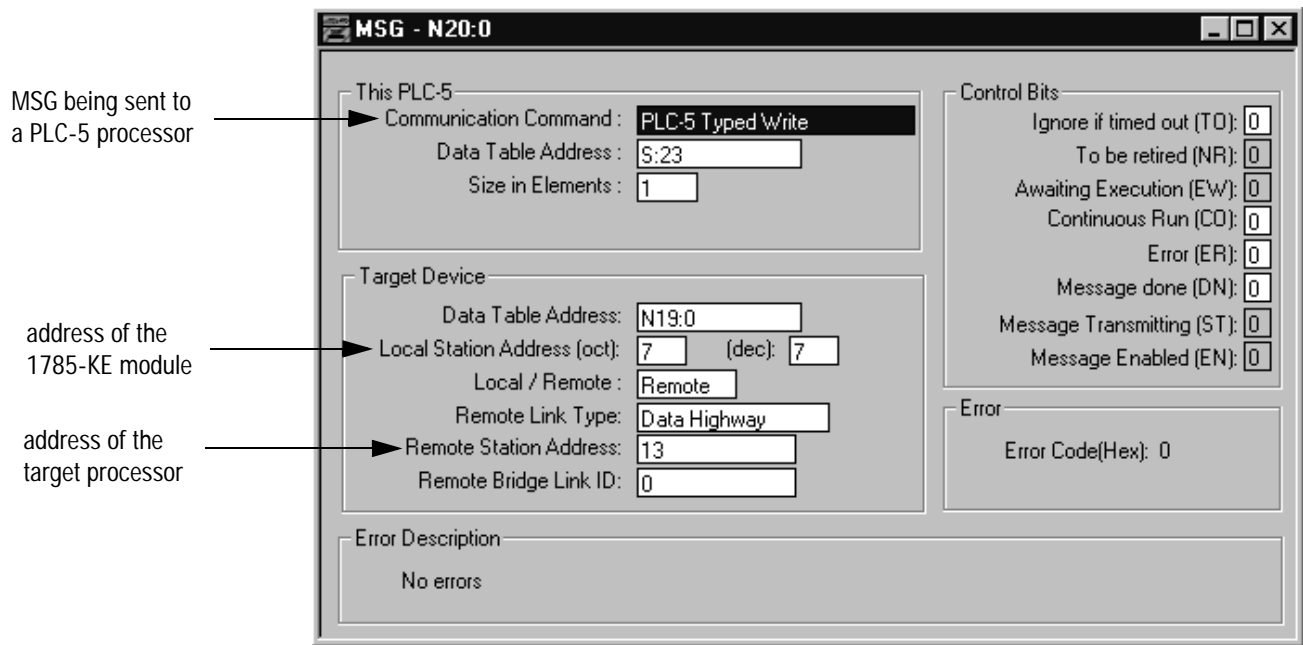 MSG - N20:0
MSG being sent to
a PLC-5 processor
This PLC-5
Communication Command : PLC-5 Typed Write
Data Table Address : S:23
Size in Elements : 1
Control Bits
Ignore if timed out (TO): 0
To be retired (NR): 0
Awaiting Execution (EW): 0
Continuous Run (CO): 0
Error (ER): 0
Message done (DN): 0
Message Transmitting (ST): 0
Message Enabled (EN): 0
address of the
1785-KE module
address of the
target processor
Target Device
Data Table Address: N19:0
Local Station Address (oct): 7 (dec): 7
Local / Remote : Remote
Remote Link Type: Data Highway
Remote Station Address: 13
Remote Bridge Link ID: 0
Error
Error Code(Hex): 0
Error Description
No errors